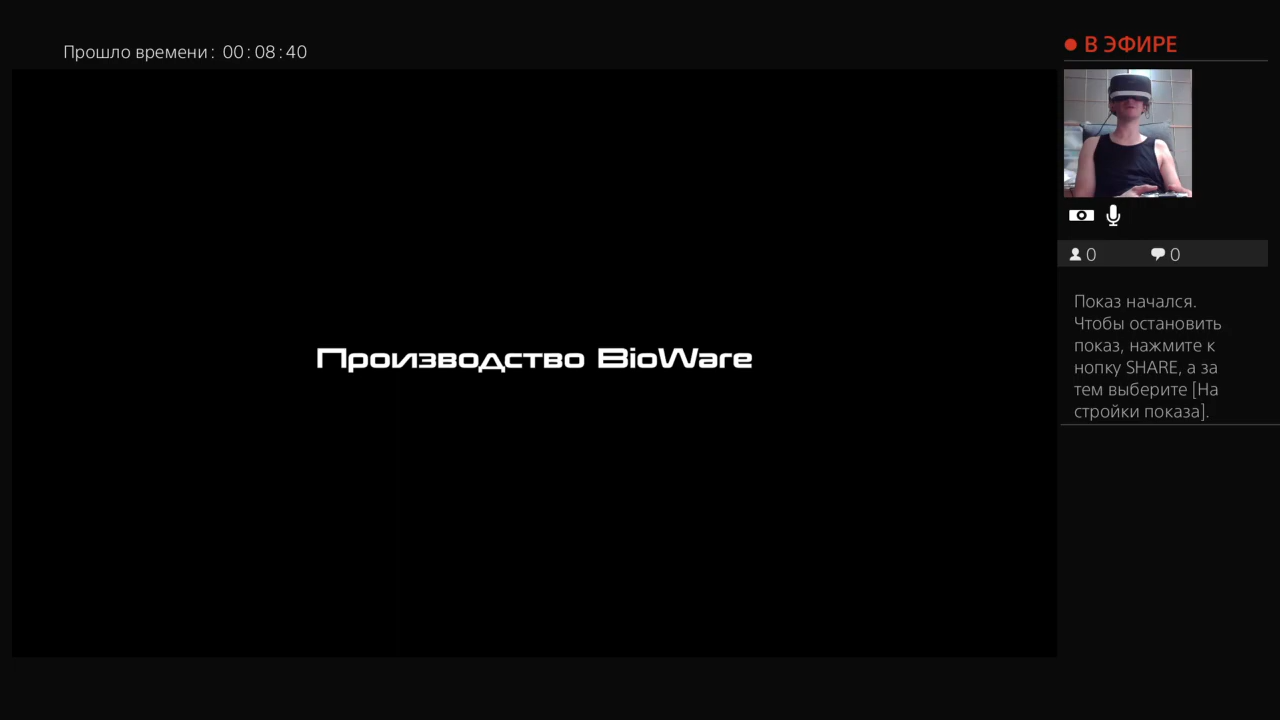 Прошло времени: 00:08:40
В ЭФИРЕ
0 0
Показ начался.
Чтобы остановить
показ, нажмите к
нопку SHARE, а за
тем выберите [На
стройки показа].
Производство BioWare